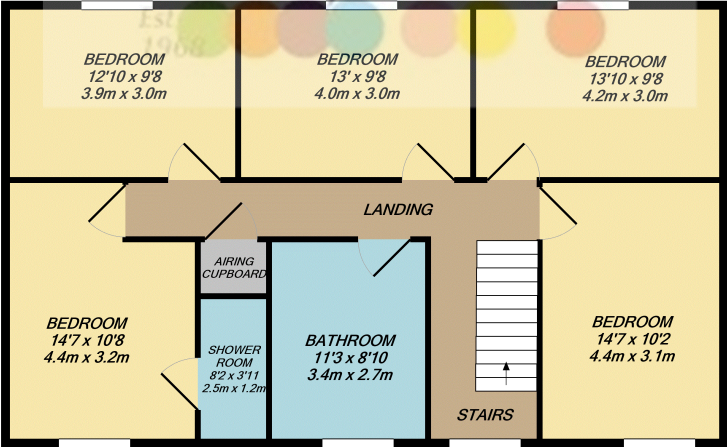 Est
1968
BEDROOM
12'10 x 9'8
3.9m x 3.0m
BEDROOM
13' x 9'8
4.0m x 3.0m
BEDROOM
13'10 x 9'8
4.2m x 3.0m
LANDING
AIRING
CUPBOARD
BEDROOM
14'7 x 10'8
4.4m x 3.2m
SHOWER
ROOM
8'2 x 3'11
2.5m x 1.2m
BATHROOM
11'3 x 8'10
3.4m x 2.7m
BEDROOM
14'7 x 10'2
4.4m x 3.1m
STAIRS